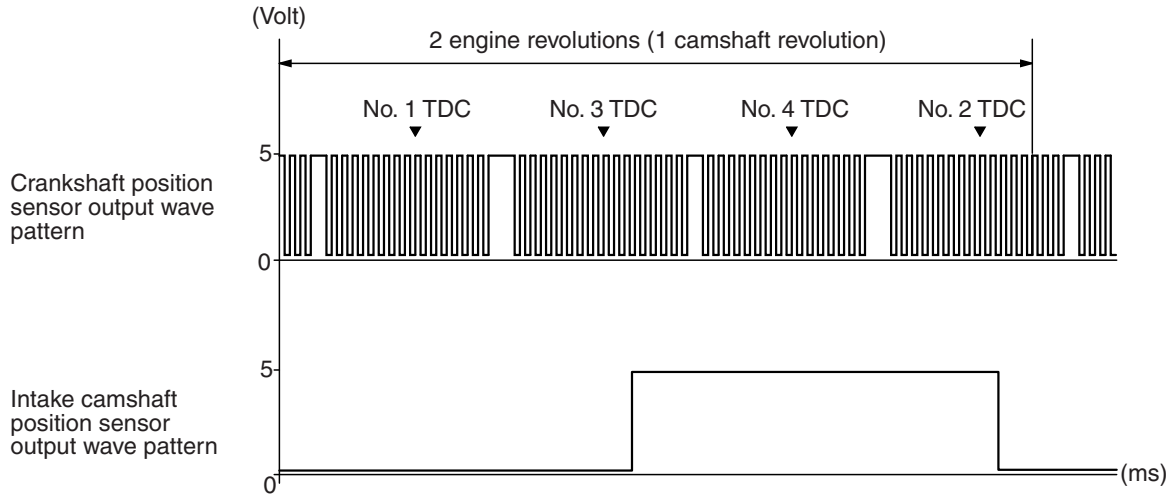 (Volt)
2 engine revolutions (1 camshaft revolution)
No. 1 TDC
No. 3 TDC
No. 4 TDC
No. 2 TDC
5
Crankshaft position
sensor output wave
pattern
0
5
Intake camshaft
position sensor
output wave pattern
0
(ms)